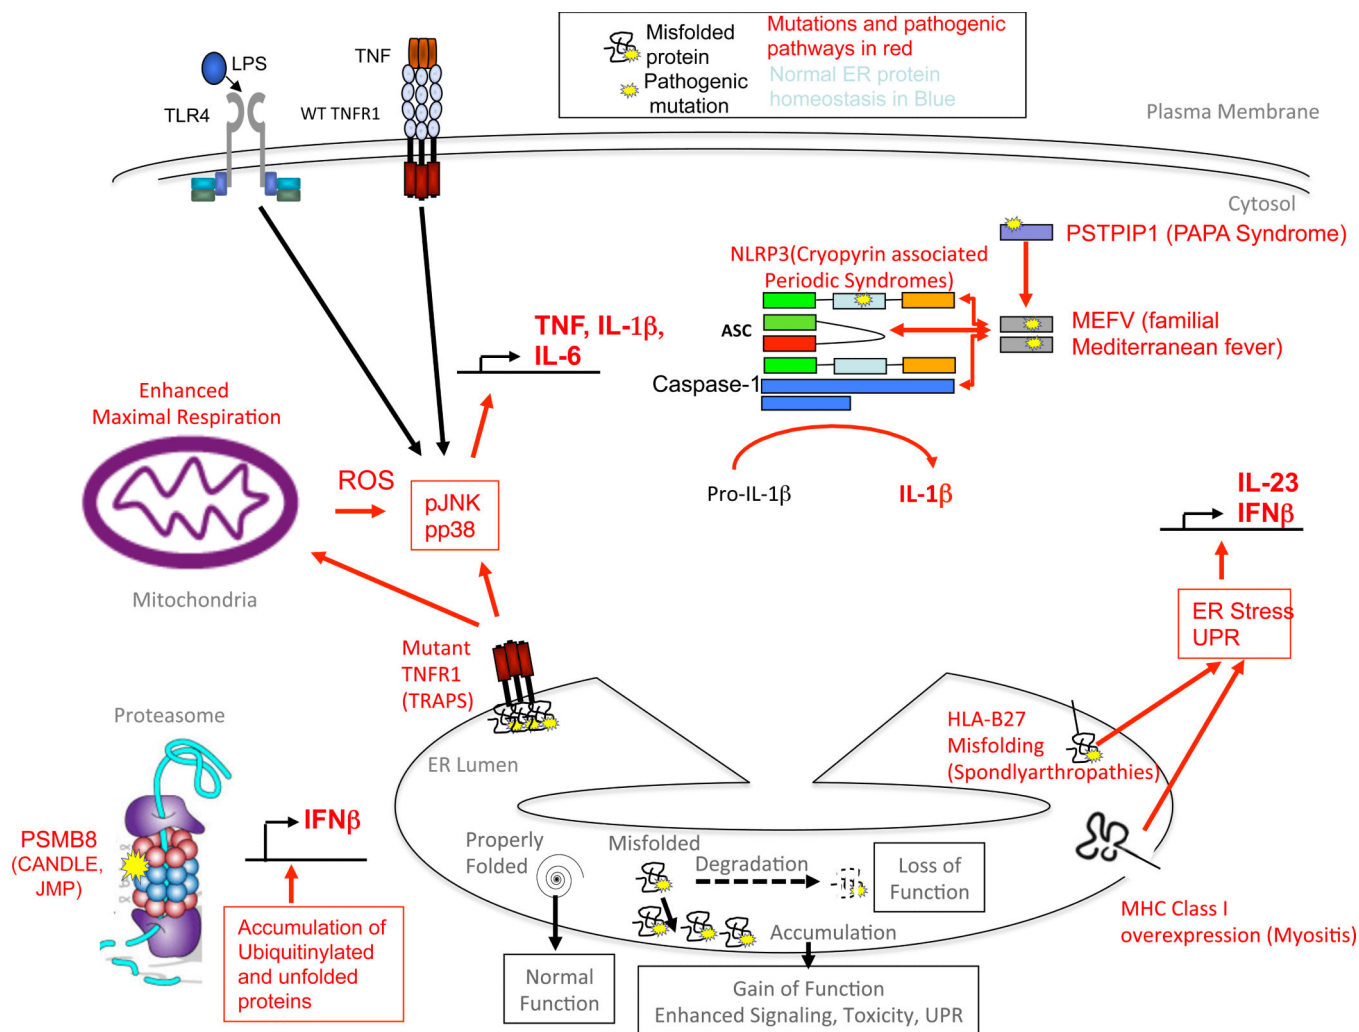 Misfolded
protein
Pathogenic
mutation
Mutations and pathogenic
pathways in red
Normal ER protein
homestasis in Blue
LPS
TLR4
TNF
WT TNFR1
Plasma Membrane
Cytosol
PSTPIP1 (PAPA Syndrome)
NLRP3(Cryopyrin associated
Periodic Syndromes)
ASC
Caspase-1
MEFV (familial
Mediterranean fever)
TNF, IL-1β,
IL-6
Enhanced
Maximal Respiration
ROS
pJNK
pp38
Mitochondria
Pro-IL-1β
IL-1β
IL-23
IFNβ
ER Stress
UPR
Mutant
TNFR1
(TRAPS)
HLA-B27
Misfolding
(Spondlyarthropathies)
Proteasome
ER Lumen
PSMB8
(CANDLE,
JMP)
IFNβ
Accumulation of
Ubiquitinylated
and unfolded
proteins
Properly
Folded
Misfolded
Degradation
Loss of
Function
Accumulation
Normal
Function
Gain of Function
Enhanced Signaling, Toxicity, UPR
MHC Class I
overexpression (Myositis)